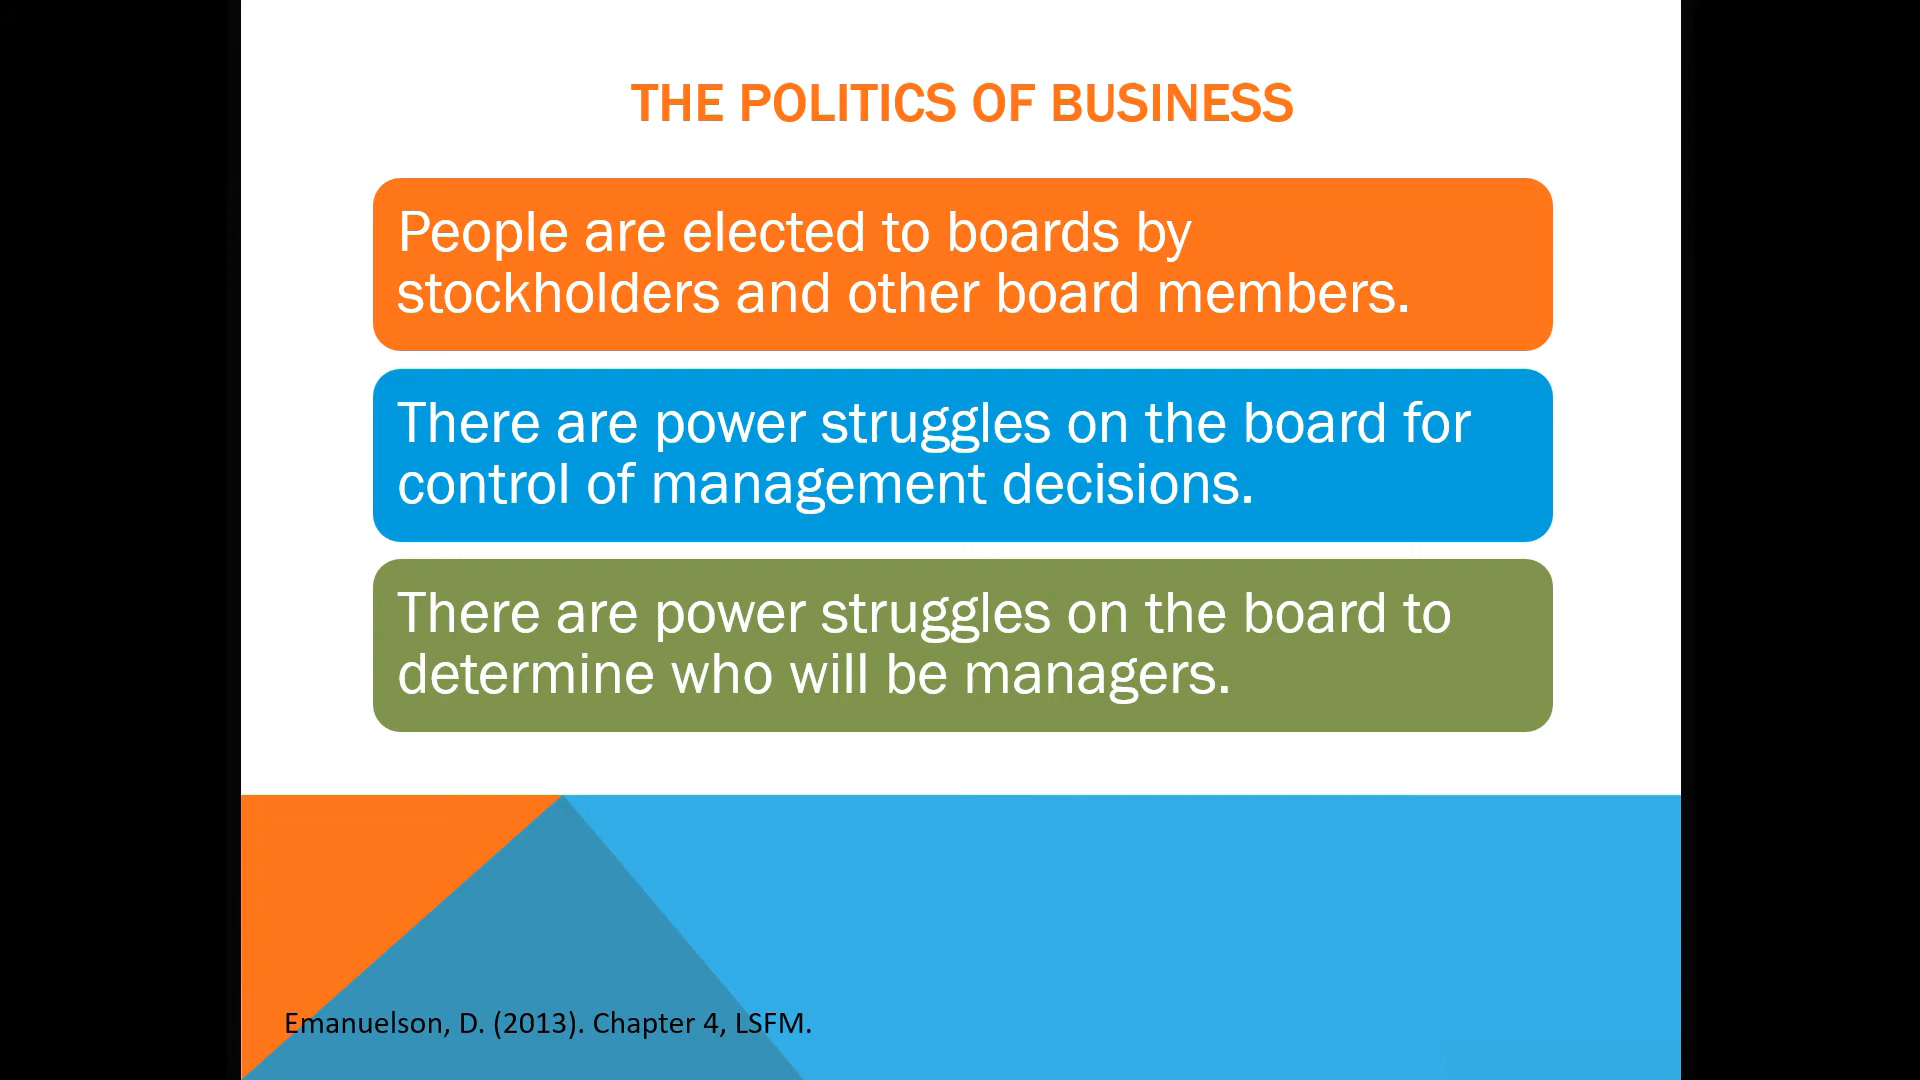 THE POLITICS OF BUSINESS
People are elected to boards by
stockholders and other board members.
There are power struggles on the board for
control of management decisions.
There are power struggles on the board to
determine who will be managers.
Emanuelson, D. (2013). Chapter 4, LSFM.